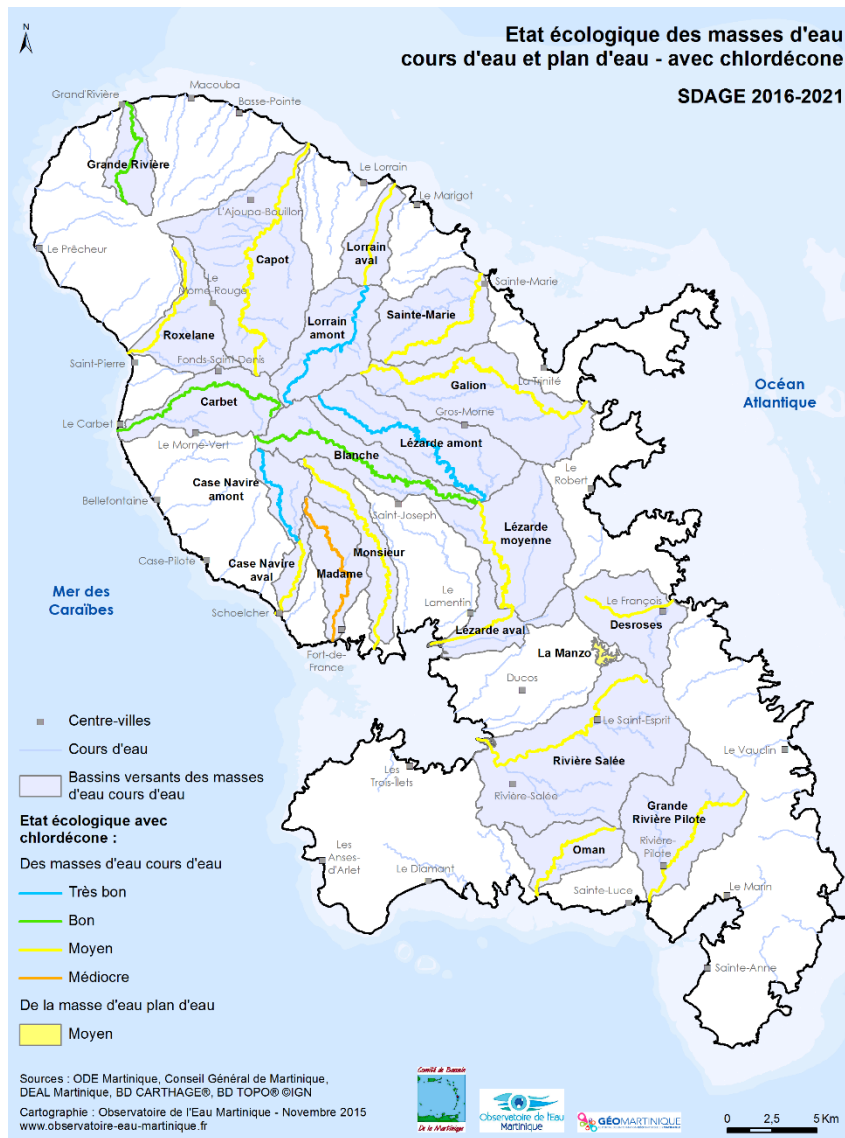 N
Etat écologique des masses d'eau
cours d'eau et plan d'eau - avec chlordécone
SDAGE 2016-2021
Macouba
Grand'Rivière
Basse-Pointe
Grande Rivière
Le Lorrain
Le Marigot
L'Ajoupa-Bouillon
Le Prêcheur
Capot
Lorrain
aval
Le
Morne-Rouge
Sainte-Marie
Lorrain
amont
Sainte-Marie
Roxelane
Saint-Pierre
Fonds-Saint-Denis
Galion
La Trinité
Océan
Atlantique
Carbet
Le Carbet
Gros-Morne
Le Morne-Vert
Lézarde amont
Blanche
Le
Robert
Case Navire
amont
Bellefontaine
Saint-Joseph
Lézarde
moyenne
Case-Pilote
Case Navire
aval
Monsieur
Madame
Mer des
Caraïbes
Le
Lamentin
Le François
Schoelcher
Desroses
Lézarde aval
Fort-de-
France
La Manzo
Ducos
Le Saint-Esprit
Le Vauclin
Rivière Salée
Les
Trois-Ilets
Rivière-Salée
Grande
Rivière Pilote
Rivière-
Pilote
Oman
Les
Anses-
d'Arlet
Le Diamant
Sainte-Luce
Le Marin
Sainte-Anne
Centre-villes
Cours d'eau
Bassins versants des masses
d'eau cours d'eau
Etat écologique avec
chlordécone :
Des masses d'eau cours d'eau
Très bon
Bon
Moyen
Médiocre
De la masse d'eau plan d'eau
Moyen
Sources : ODE Martinique, Conseil Général de Martinique,
DEAL Martinique, BD CARTHAGE®, BD TOPO® ©IGN
Cartographie : Observatoire de l'Eau Martinique - Novembre 2015
www.observatoire-eau-martinique.fr
Comité de Bassin
De la Martinique
Observatoire de l'Eau
Martinique
GÉOMARTINIQUE
0 2,5 5 Km